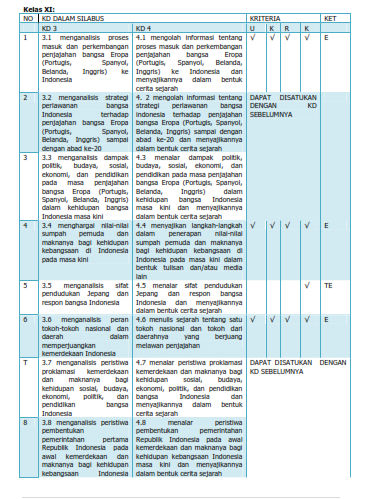 Kelas XI:
NO KD DALAM SILABUS KRITERIA KET
KD 3 KD 4 U K R K
1 3.1 menganalisis proses masuk dan perkembangan penjajahan bangsa Eropa (Portugis, Spanyol, Belanda, Inggris) ke Indonesia
4.1 mengolah informasi tentang proses masuk dan perkembangan penjajahan bangsa Eropa (Portugis, Spanyol, Belanda, Inggris) ke Indonesia dan menyajikannya dalam bentuk cerita sejarah
√ √ √ √ E
2 3.2 menganalisis strategi perlawanan bangsa Indonesia terhadap penjajahan bangsa Eropa (Portugis, Spanyol, Belanda, Inggris) sampai dengan abad ke-20
4. 2 mengolah informasi tentang strategi perlawanan bangsa indonesia terhadap penjajahan bangsa Eropa (Portugis, Spanyol, Belanda, Inggris) sampai dengan abad ke-20 dan menyajikannya dalam bentuk cerita sejarah
DAPAT DISATUKAN DENGAN KD SEBELUMNYA
3 3.3 menganalisis dampak politik, budaya, sosial, ekonomi, dan pendidikan pada masa penjajahan bangsa Eropa (Portugis, Spanyol, Belanda, Inggris) dalam kehidupan bangsa Indonesia masa kini
4.3 menalar dampak politik, budaya, sosial, ekonomi, dan pendidikan pada masa penjajahan bangsa Eropa (Portugis, Spanyol, Belanda, Inggris) dalam kehidupan bangsa Indonesia masa kini dan menyajikannya dalam bentuk cerita sejarah
4 3.4 menghargai nilai-nilai sumpah pemuda dan maknanya bagi kehidupan kebangsaan di Indonesia pada masa kini
4.4 menyajikan langkah-langkah dalam penerapan nilai-nilai sumpah pemuda dan maknanya bagi kehidupan kebangsaan di Indonesia pada masa kini dalam bentuk tulisan dan/atau media lain
√ √ √ √ E
5 3.5 menganalisis sifat pendudukan Jepang dan respon bangsa Indonesia
4.5 menalar sifat pendudukan Jepang dan respon bangsa Indonesia dan menyajikannya dalam bentuk cerita sejarah
√ TE
6 3.6 menganalisis peran tokoh-tokoh nasional dan daerah dalam memperjuangkan kemerdekaan Indonesia
4.6 menulis sejarah tentang satu tokoh nasional dan tokoh dari daerahnya yang berjuang melawan penjajahan
√ √ √ √ E
T 3.7 menganalisis peristiwa proklamasi kemerdekaan dan maknanya bagi kehidupan sosial, budaya, ekonomi, politik, dan pendidikan bangsa Indonesia
4.7 menalar peristiwa proklamasi kemerdekaan dan maknanya bagi kehidupan sosial, budaya, ekonomi, politik, dan pendidikan bangsa Indonesia dan menyajikannya dalam bentuk cerita sejarah
DAPAT DISATUKAN DENGAN KD SEBELUMNYA
8 3.8 menganalisis peristiwa pembentukan pemerintahan pertama Republik Indonesia pada awal kemerdekaan dan maknanya bagi kehidupan kebangsaan Indonesia
4.8 menalar peristiwa pembentukan pemerintahan Republik Indonesia pada awal kemerdekaan dan maknanya bagi kehidupan kebangsaan Indonesia masa kini dan menyajikannya dalam bentuk cerita sejarah